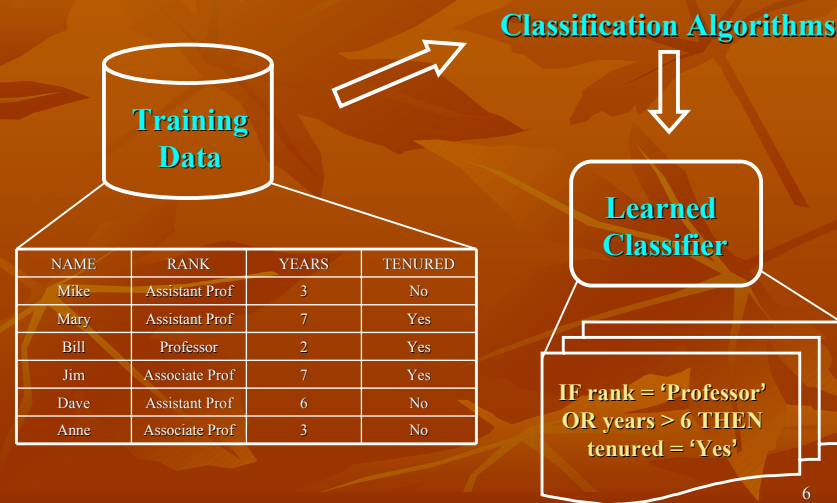 Classification Algorithms
Training
Data
NAME RANK YEARS TENURED
Mike Assistant Prof 3 No
Mary Assistant Prof 7 Yes
Bill Professor 2 Yes
Jim Associate Prof 7 Yes
Dave Assistant Prof 6 No
Anne Associate Prof 3 No
Learned
Classifier
IF rank = ‘Professor’
OR years > 6 THEN
tenured = ‘Yes’
6